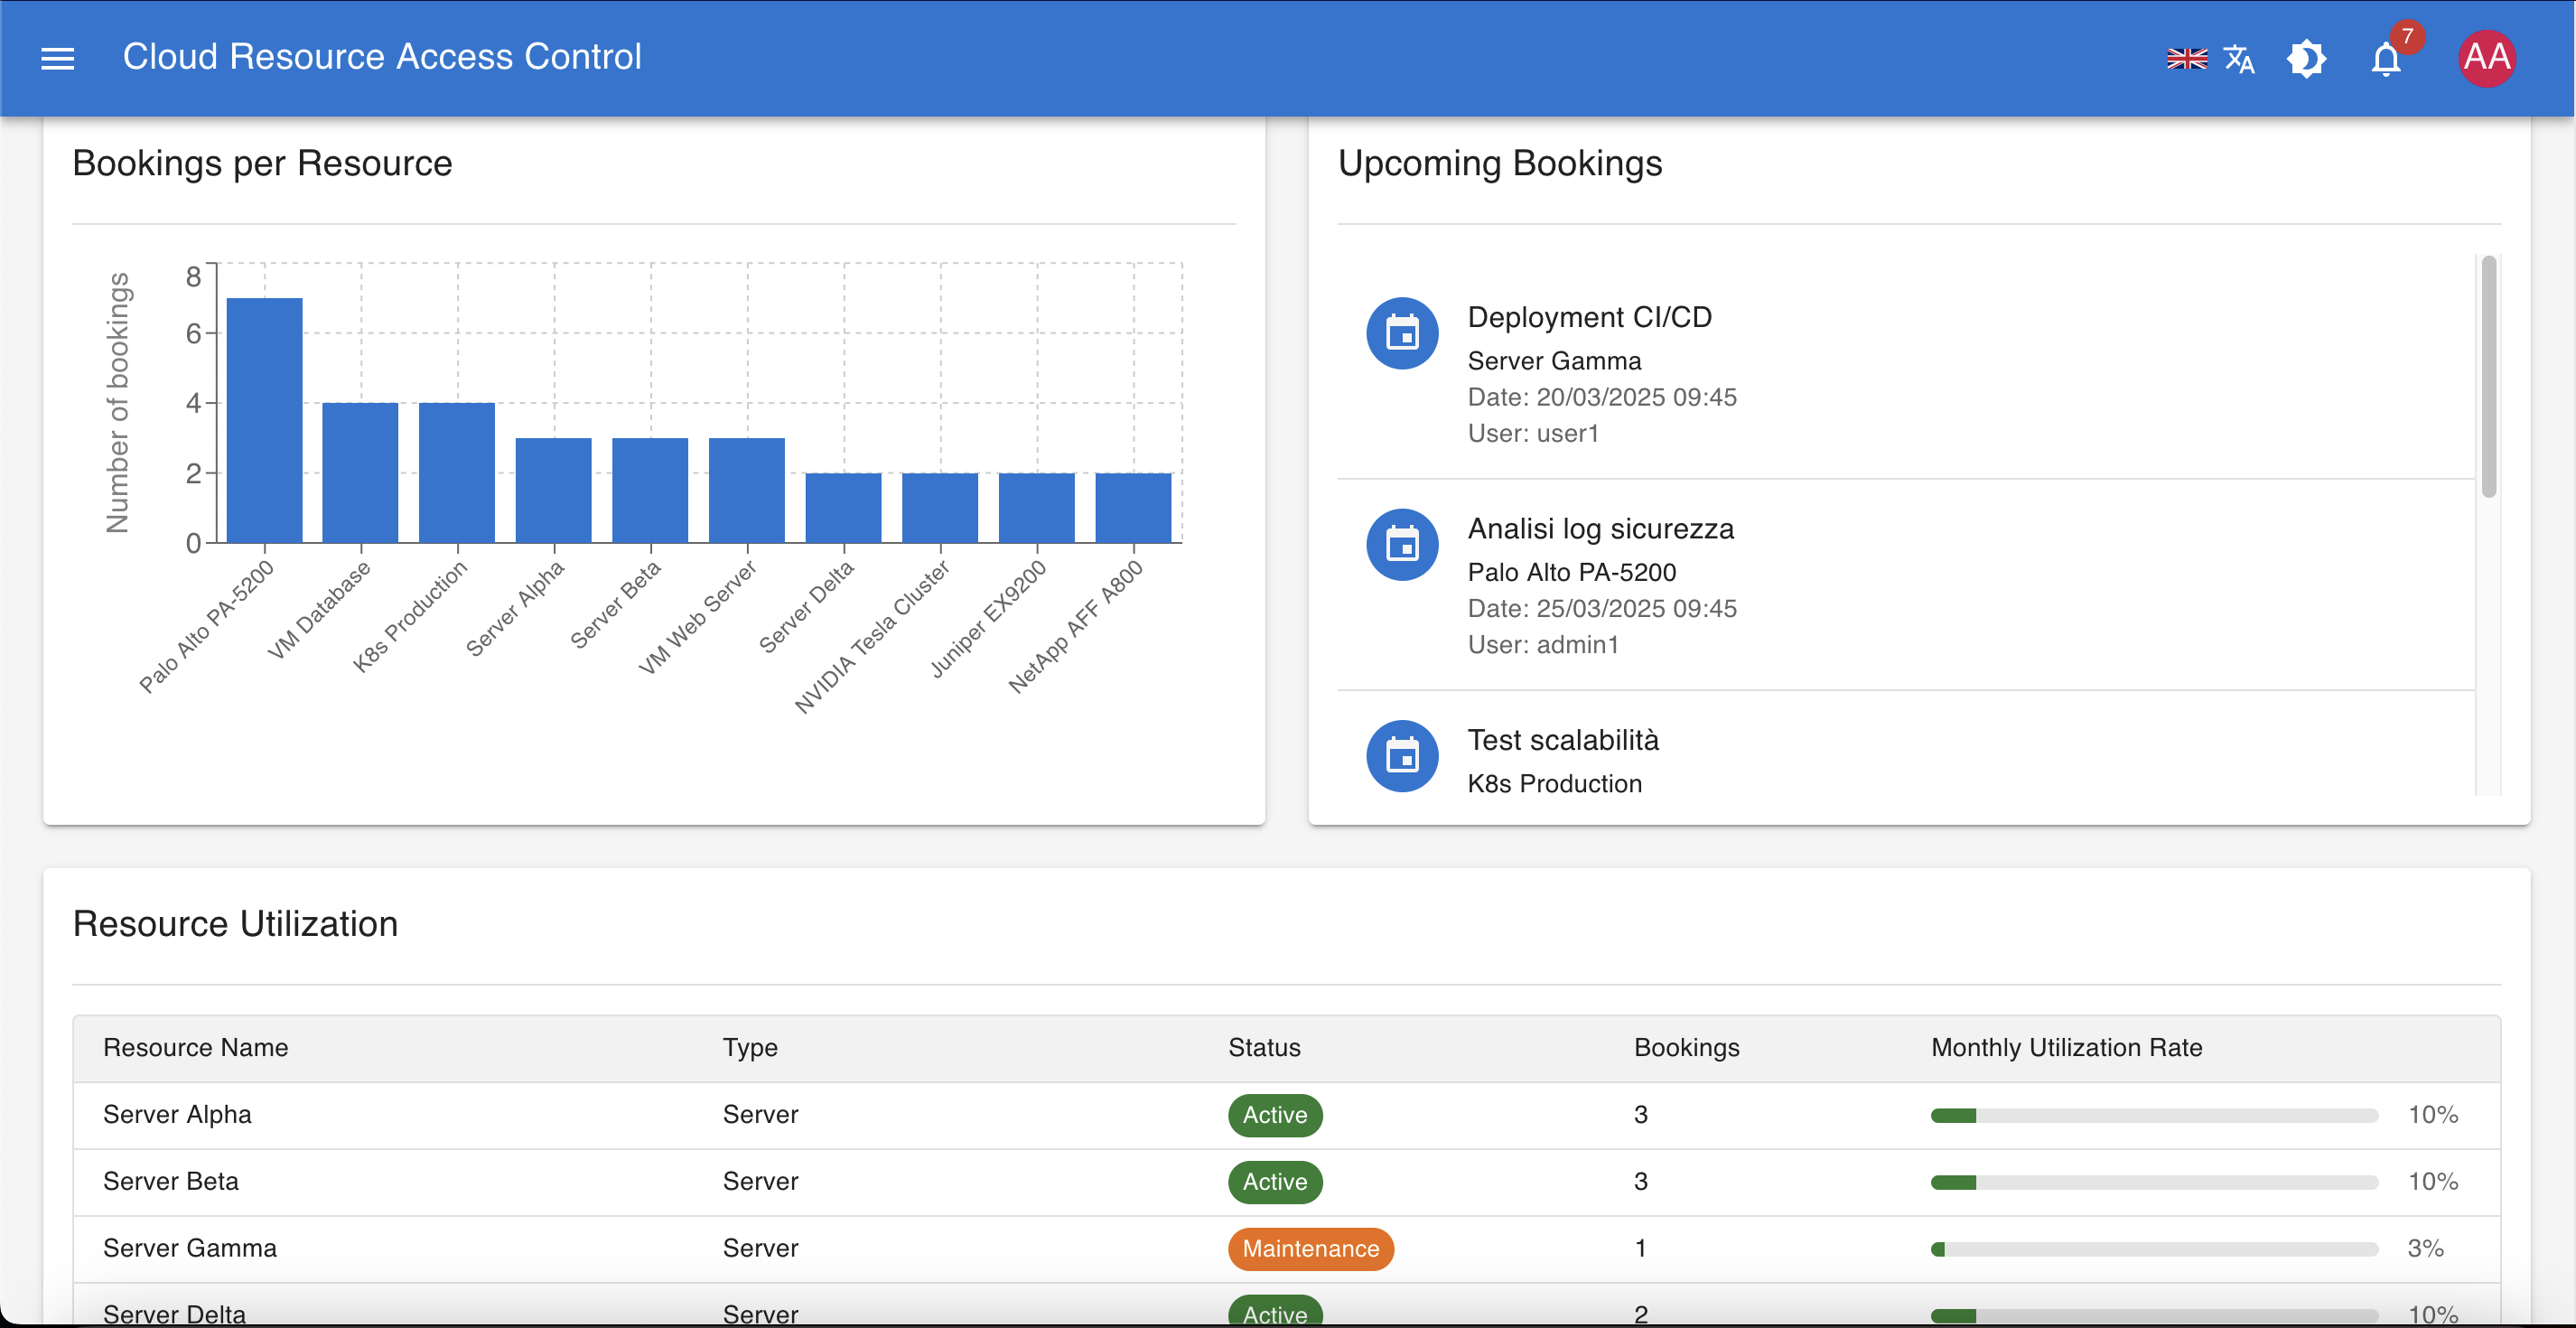 Cloud Resource Access Control
7
AA
Bookings per Resource
Number of bookings
8
6
4
2
0
Palo Alto PA-5200
VM Database
K8s Production
Server Alpha
Server Beta
VM Web Server
Server Delta
NVIDIA Tesla Cluster
Juniper EX9200
NetApp AFF A800
Upcoming Bookings
Deployment CI/CD
Server Gamma
Date: 20/03/2025 09:45
User: user1
Analisi log sicurezza
Palo Alto PA-5200
Date: 25/03/2025 09:45
User: admin1
Test scalabilità
K8s Production
Resource Utilization
Resource Name Type Status Bookings Monthly Utilization Rate
Server Alpha Server Active 3 10%
Server Beta Server Active 3 10%
Server Gamma Server Maintenance 1 3%
Server Delta Server Active 2 10%